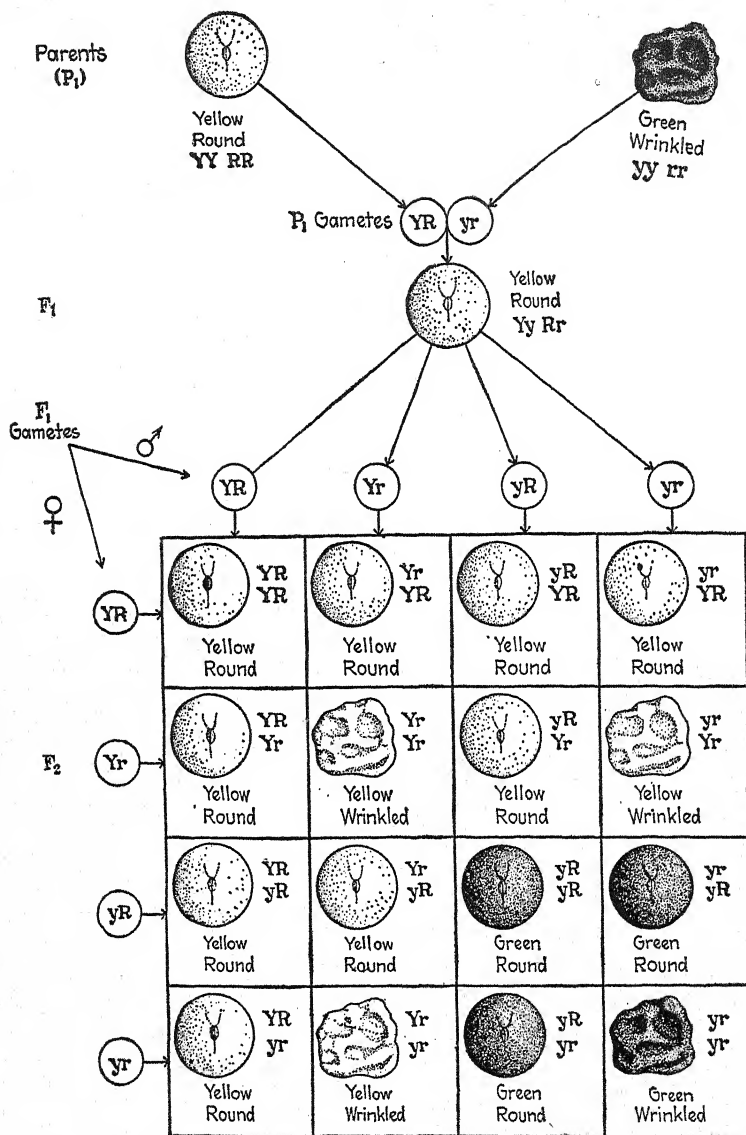 Parents
(P1)
Yellow
Round
YY RR
Green
Wrinkled
yy rr
P1 Gametes
YR
yr
F1
Yellow
Round
Yy Rr
F1
Gametes
♂
♀
YR
Yr
yR
yr
YR
YR
YR
Yellow
Round
Yr
YR
Yellow
Round
yR
YR
Yellow
Round
yr
YR
Yellow
Round
F2
Yr
YR
Yr
Yellow
Round
Yr
Yr
Yellow
Wrinkled
yR
Yr
Yellow
Round
yr
Yr
Yellow
Wrinkled
yR
YR
yR
Yellow
Round
Yr
yR
Yellow
Round
yR
yR
Green
Round
yr
yR
Green
Round
yr
YR
yr
Yellow
Round
Yr
yr
Yellow
Wrinkled
yR
yr
Green
Round
yr
yr
Green
Wrinkled